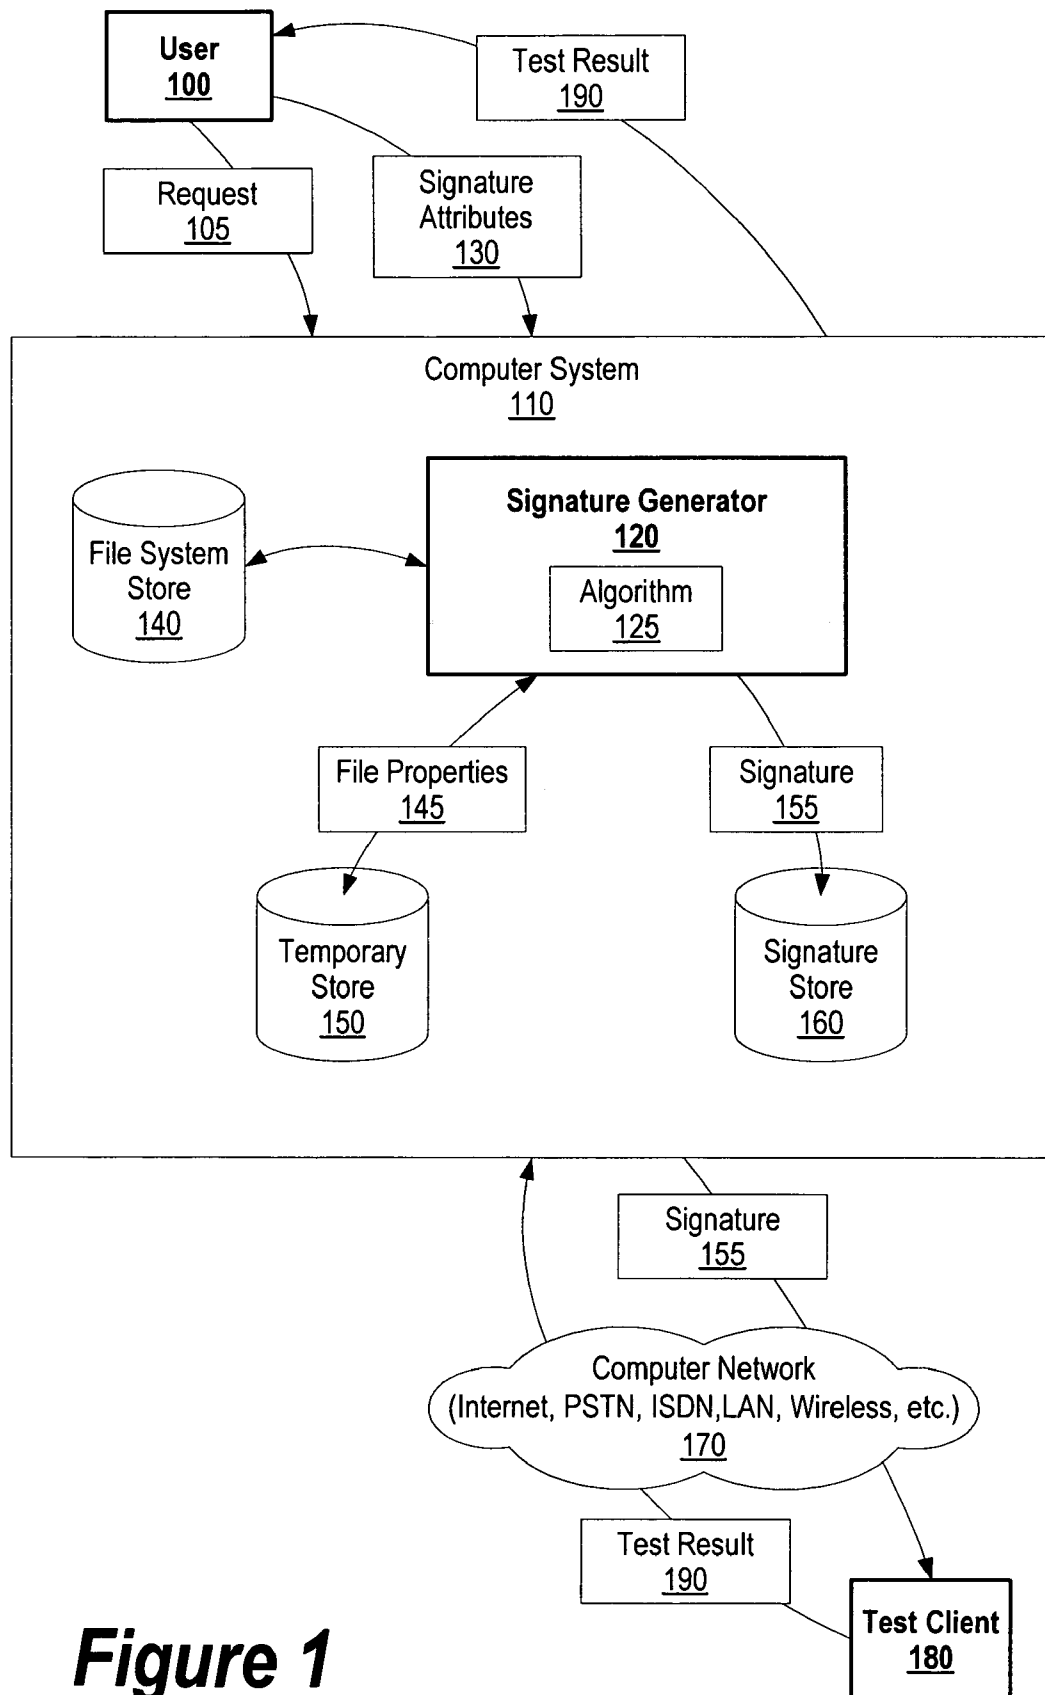 User
100
Test Result
190
Request
105
Signature
Attributes
130
Computer System
110
File System
Store
140
Signature Generator
120
Algorithm
125
File Properties
145
Signature
155
Temporary
Store
150
Signature
Store
160
Signature
155
Computer Network
(Internet, PSTN, ISDN,LAN, Wireless, etc.)
170
Test Result
190
Test Client
180
Figure 1